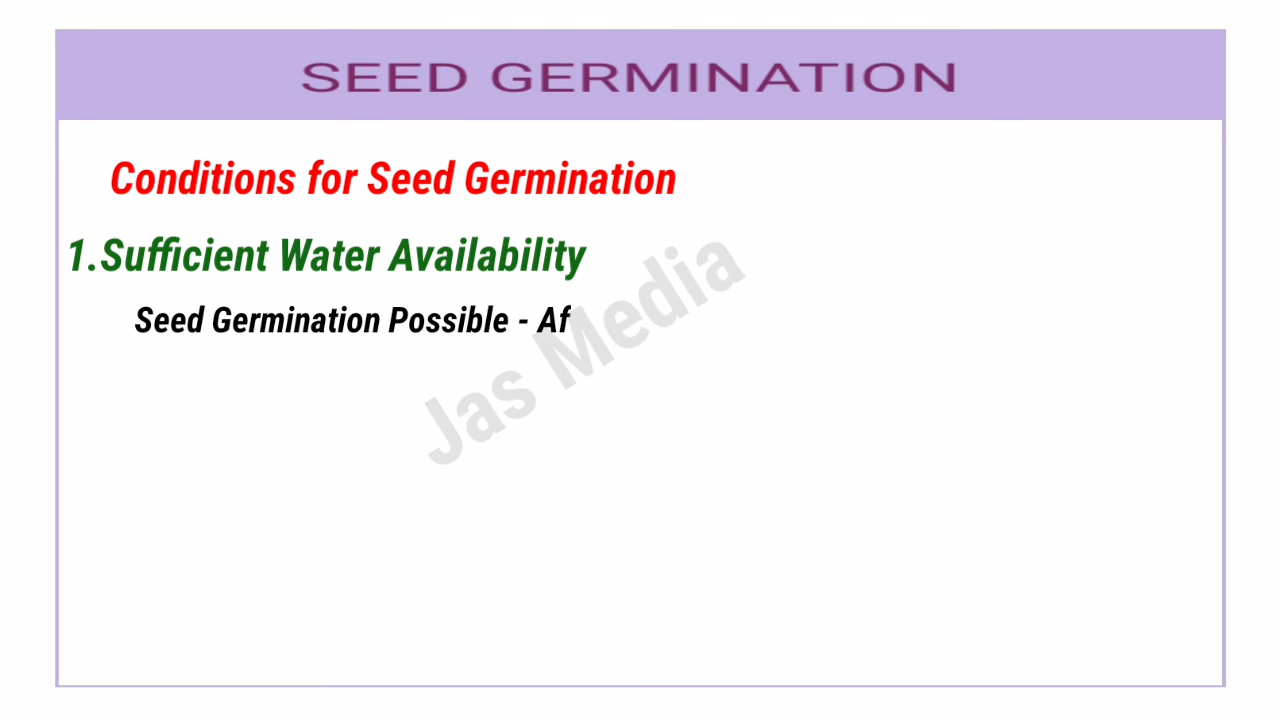 SEED GERMINATION
Conditions for Seed Germination
1.Sufficient Water Availability
Seed Germination Possible - Af
Jas Media